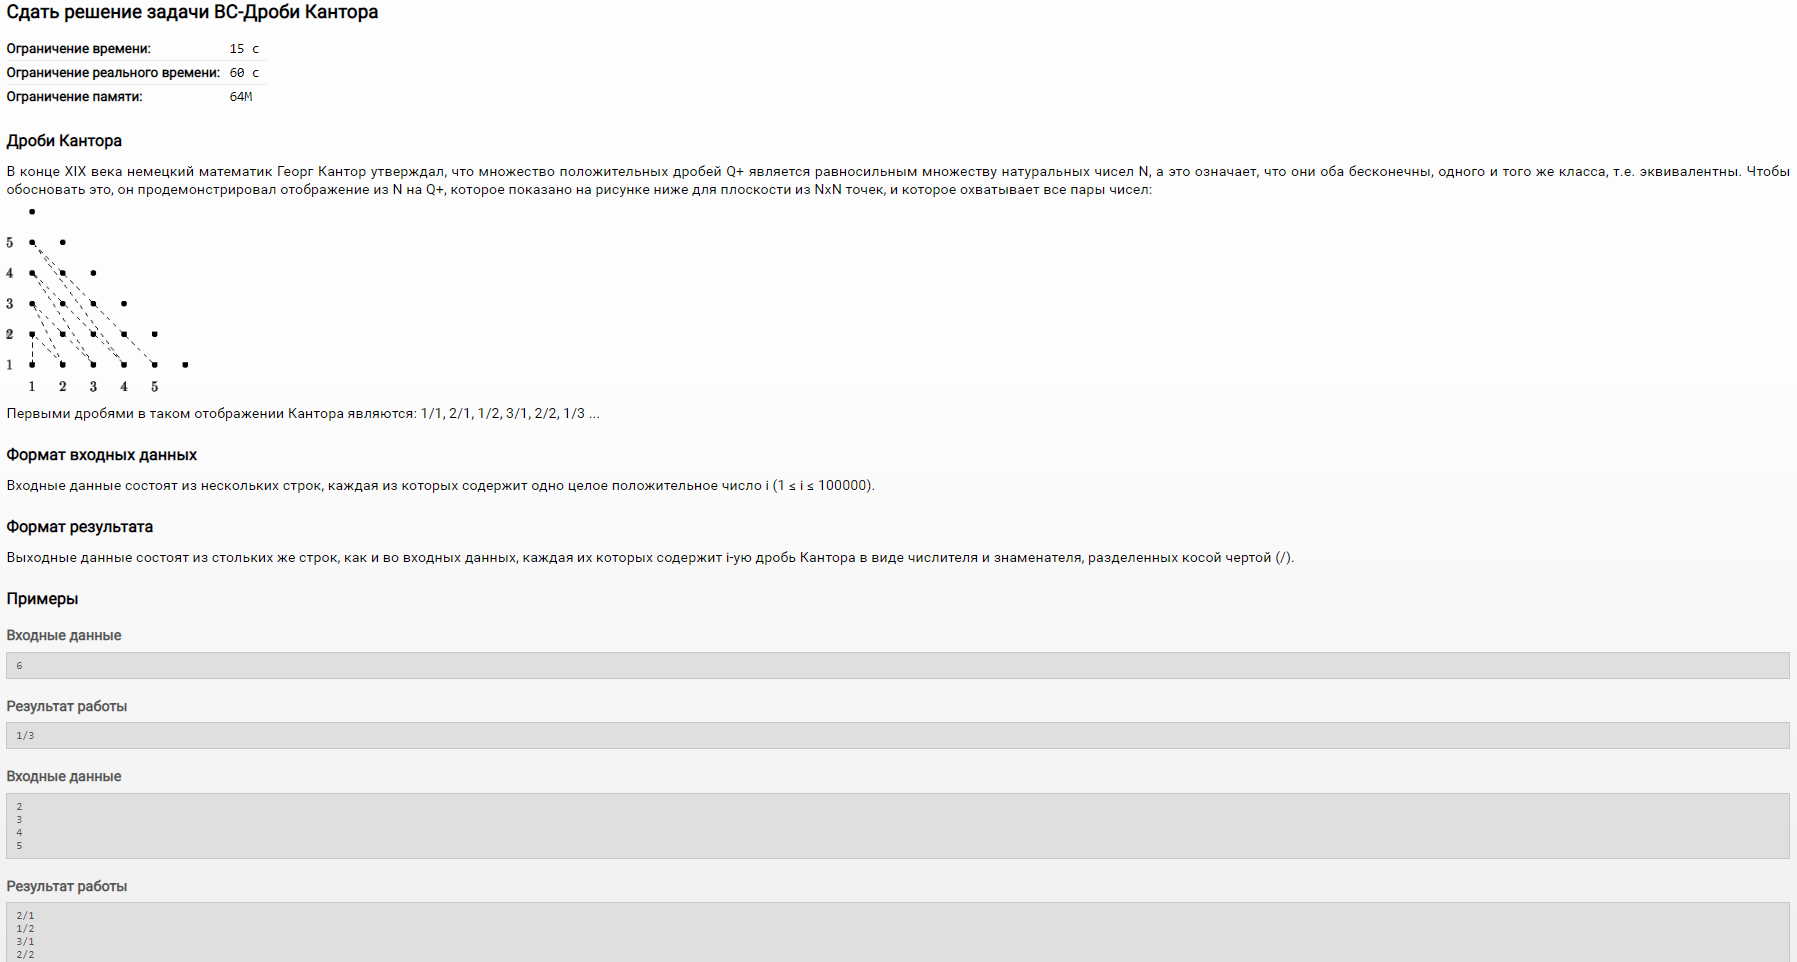 Сдать решение задачи BC-Дроби Кантора
Ограничение времени: 15 с
Ограничение реального времени: 60 с
Ограничение памяти: 64M
Дроби Кантора
В конце XIX века немецкий математик Георг Кантор утверждал, что множество положительных дробей Q+ является равносильным множеству натуральных чисел N, а это означает, что они оба бесконечны, одного и того же класса, т.е. эквивалентны. Чтобы
обосновать это, он продемонстрировал отображение из N на Q+, которое показано на рисунке ниже для плоскости из NxN точек, и которое охватывает все пары чисел:
5
4
3
2
1
1 2 3 4 5
Первыми дробями в таком отображении Кантора являются: 1/1, 2/1, 1/2, 3/1, 2/2, 1/3 ...
Формат входных данных
Входные данные состоят из нескольких строк, каждая из которых содержит одно целое положительное число i (1 ≤ i ≤ 100000).
Формат результата
Выходные данные состоят из стольких же строк, как и во входных данных, каждая их которых содержит i-ую дробь Кантора в виде числителя и знаменателя, разделенных косой чертой (/).
Примеры
Входные данные
6
Результат работы
1/3
Входные данные
2
3
4
5
Результат работы
2/1
1/2
3/1
2/2